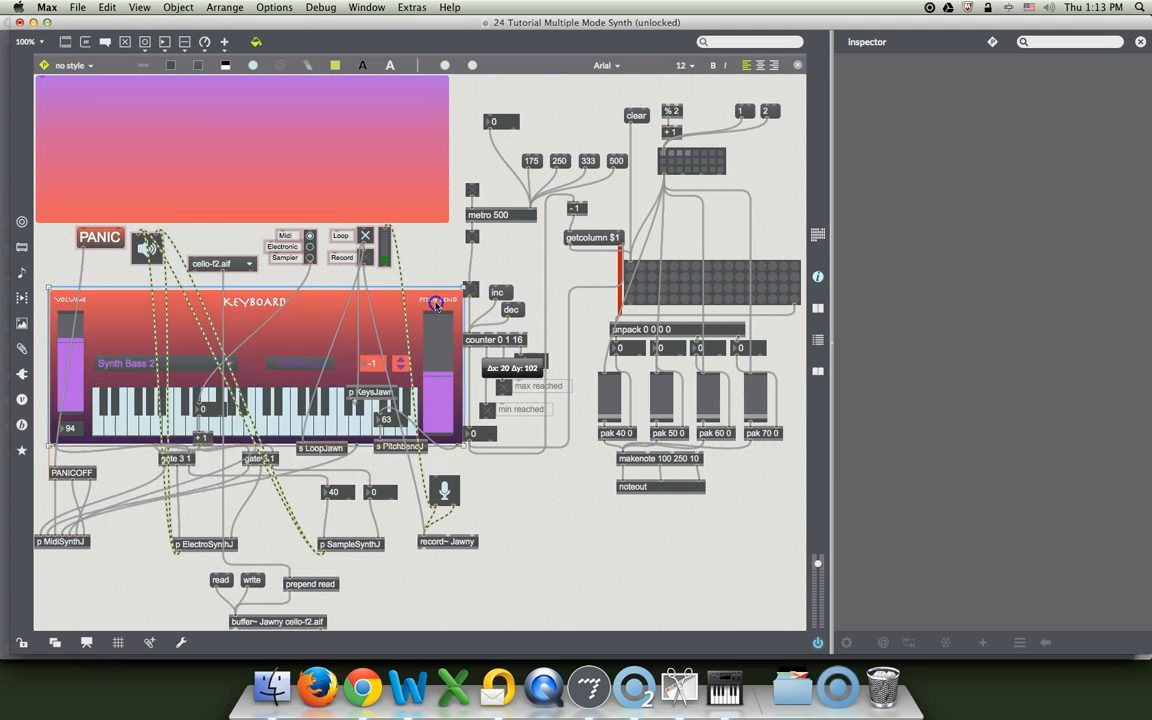 Max File Edit View Object Arrange Options Debug Window Extras Help Thu 1:13 PM
24 Tutorial Multiple Mode Synth (unlocked)
100%
inspector
no style
A A
Arial
12
B I
PANIC
Midi
Electronic
Sampler
Loop
Record
cello-f2.aif
VOLUME
KEYBOARD
Synth Bass 2
-1
94
p KeysJawn
0
63
+ 1
s LoopJawn
s Pitchbend
gate 3 1
PANICOFF
40
0
p MidiSynthJ
p ElectroSynthJ
p SampleSynthJ
record~ Jawny
read
write
prepend read
buffer~ Jawny cello-f2.aif
0
175
250
333
500
metro 500
- 1
getcolumn $1
inc
dec
counter 0 1 16
Δx: 20 Δy: 102
max reached
min reached
0
clear
% 2
+ 1
1
2
unpack 0 0 0 0
0
0
0
0
pak 40 0
pak 50 0
pak 60 0
pak 70 0
makenote 100 250 10
noteout